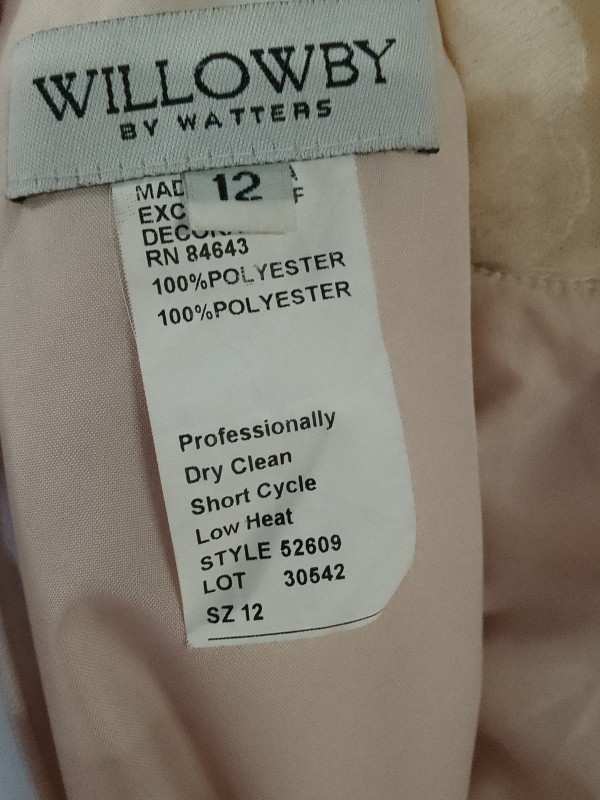 WILLOWBY
BY WATTERS
12
RN 84643
100%POLYESTER
100%POLYESTER
Professionally
Dry Clean
Short Cycle
Low Heat
STYLE 52609
LOT 30542
SZ 12